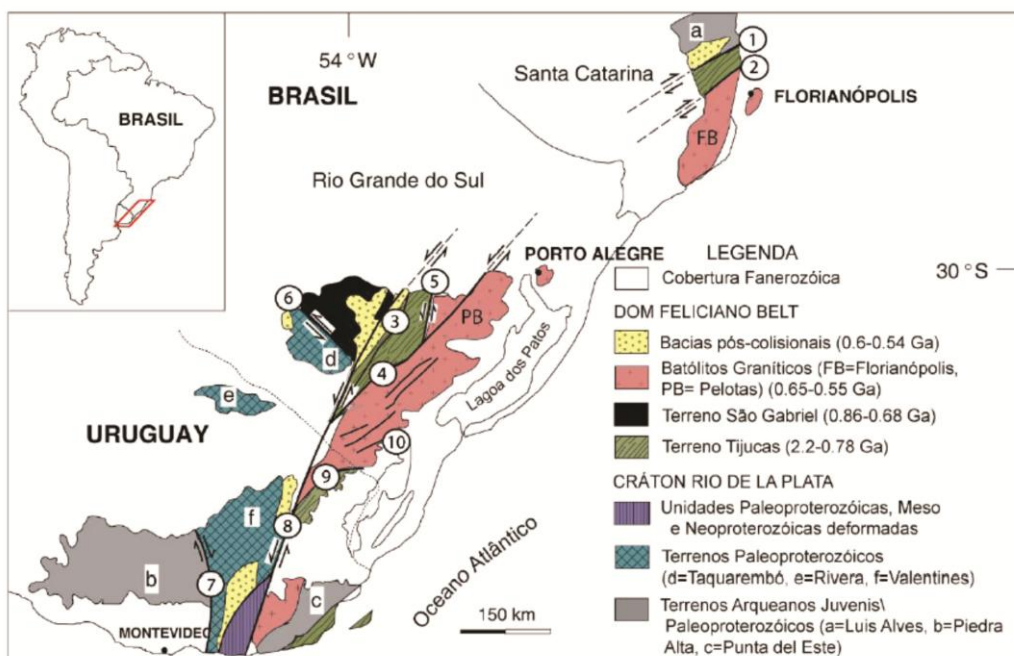 BRASIL
54 °W
BRASIL
Santa Catarina
a
1
2
FLORIANÓPOLIS
FB
Rio Grande do Sul
PORTO ALEGRE
30 °S
6
5
3
PB
d
4
e
Lagoa dos Patos
URUGUAY
10
9
f
8
b
7
c
MONTEVIDEO
Oceano Atlântico
150 km
LEGENDA
Cobertura Fanerozóica
DOM FELICIANO BELT
Bacias pós-colisionais (0.6-0.54 Ga)
Batólitos Graníticos (FB=Florianópolis,
PB= Pelotas) (0.65-0.55 Ga)
Terreno São Gabriel (0.86-0.68 Ga)
Terreno Tijucas (2.2-0.78 Ga)
CRÁTON RIO DE LA PLATA
Unidades Paleoproterozóicas, Meso
e Neoproterozóicas deformadas
Terrenos Paleoproterozóicos
(d=Taquarembó, e=Rivera, f=Valentines)
Terrenos Arqueanos Juvenis\
Paleoproterozóicos (a=Luis Alves, b=Piedra
Alta, c=Punta del Este)